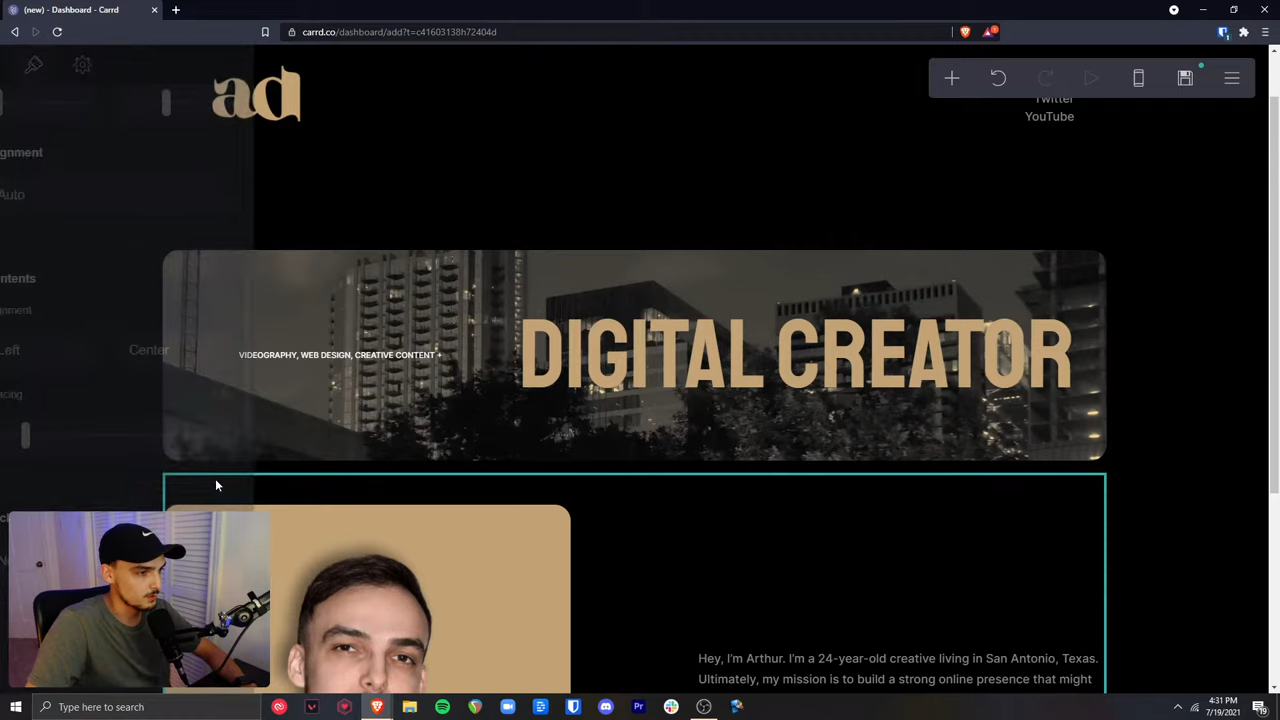 (new) - Dashboard - Carrd
carrd.co/dashboard/add?t=c41603138h72404d
ad
Twitter
YouTube
Auto
Left
Center
VIDEOGRAPHY, WEB DESIGN, CREATIVE CONTENT +
DIGITAL CREATOR
Hey, I'm Arthur. I'm a 24-year-old creative living in San Antonio, Texas.
Ultimately, my mission is to build a strong online presence that might
Type here to search
4:31 PM
7/19/2021
19